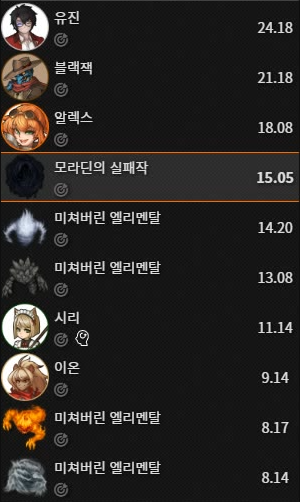 유진
24.18
블랙잭
21.18
알렉스
18.08
모라딘의 실패작
15.05
미쳐버린 엘리멘탈
14.20
미쳐버린 엘리멘탈
13.08
시리
11.14
이온
9.14
미쳐버린 엘리멘탈
8.17
미쳐버린 엘리멘탈
8.14